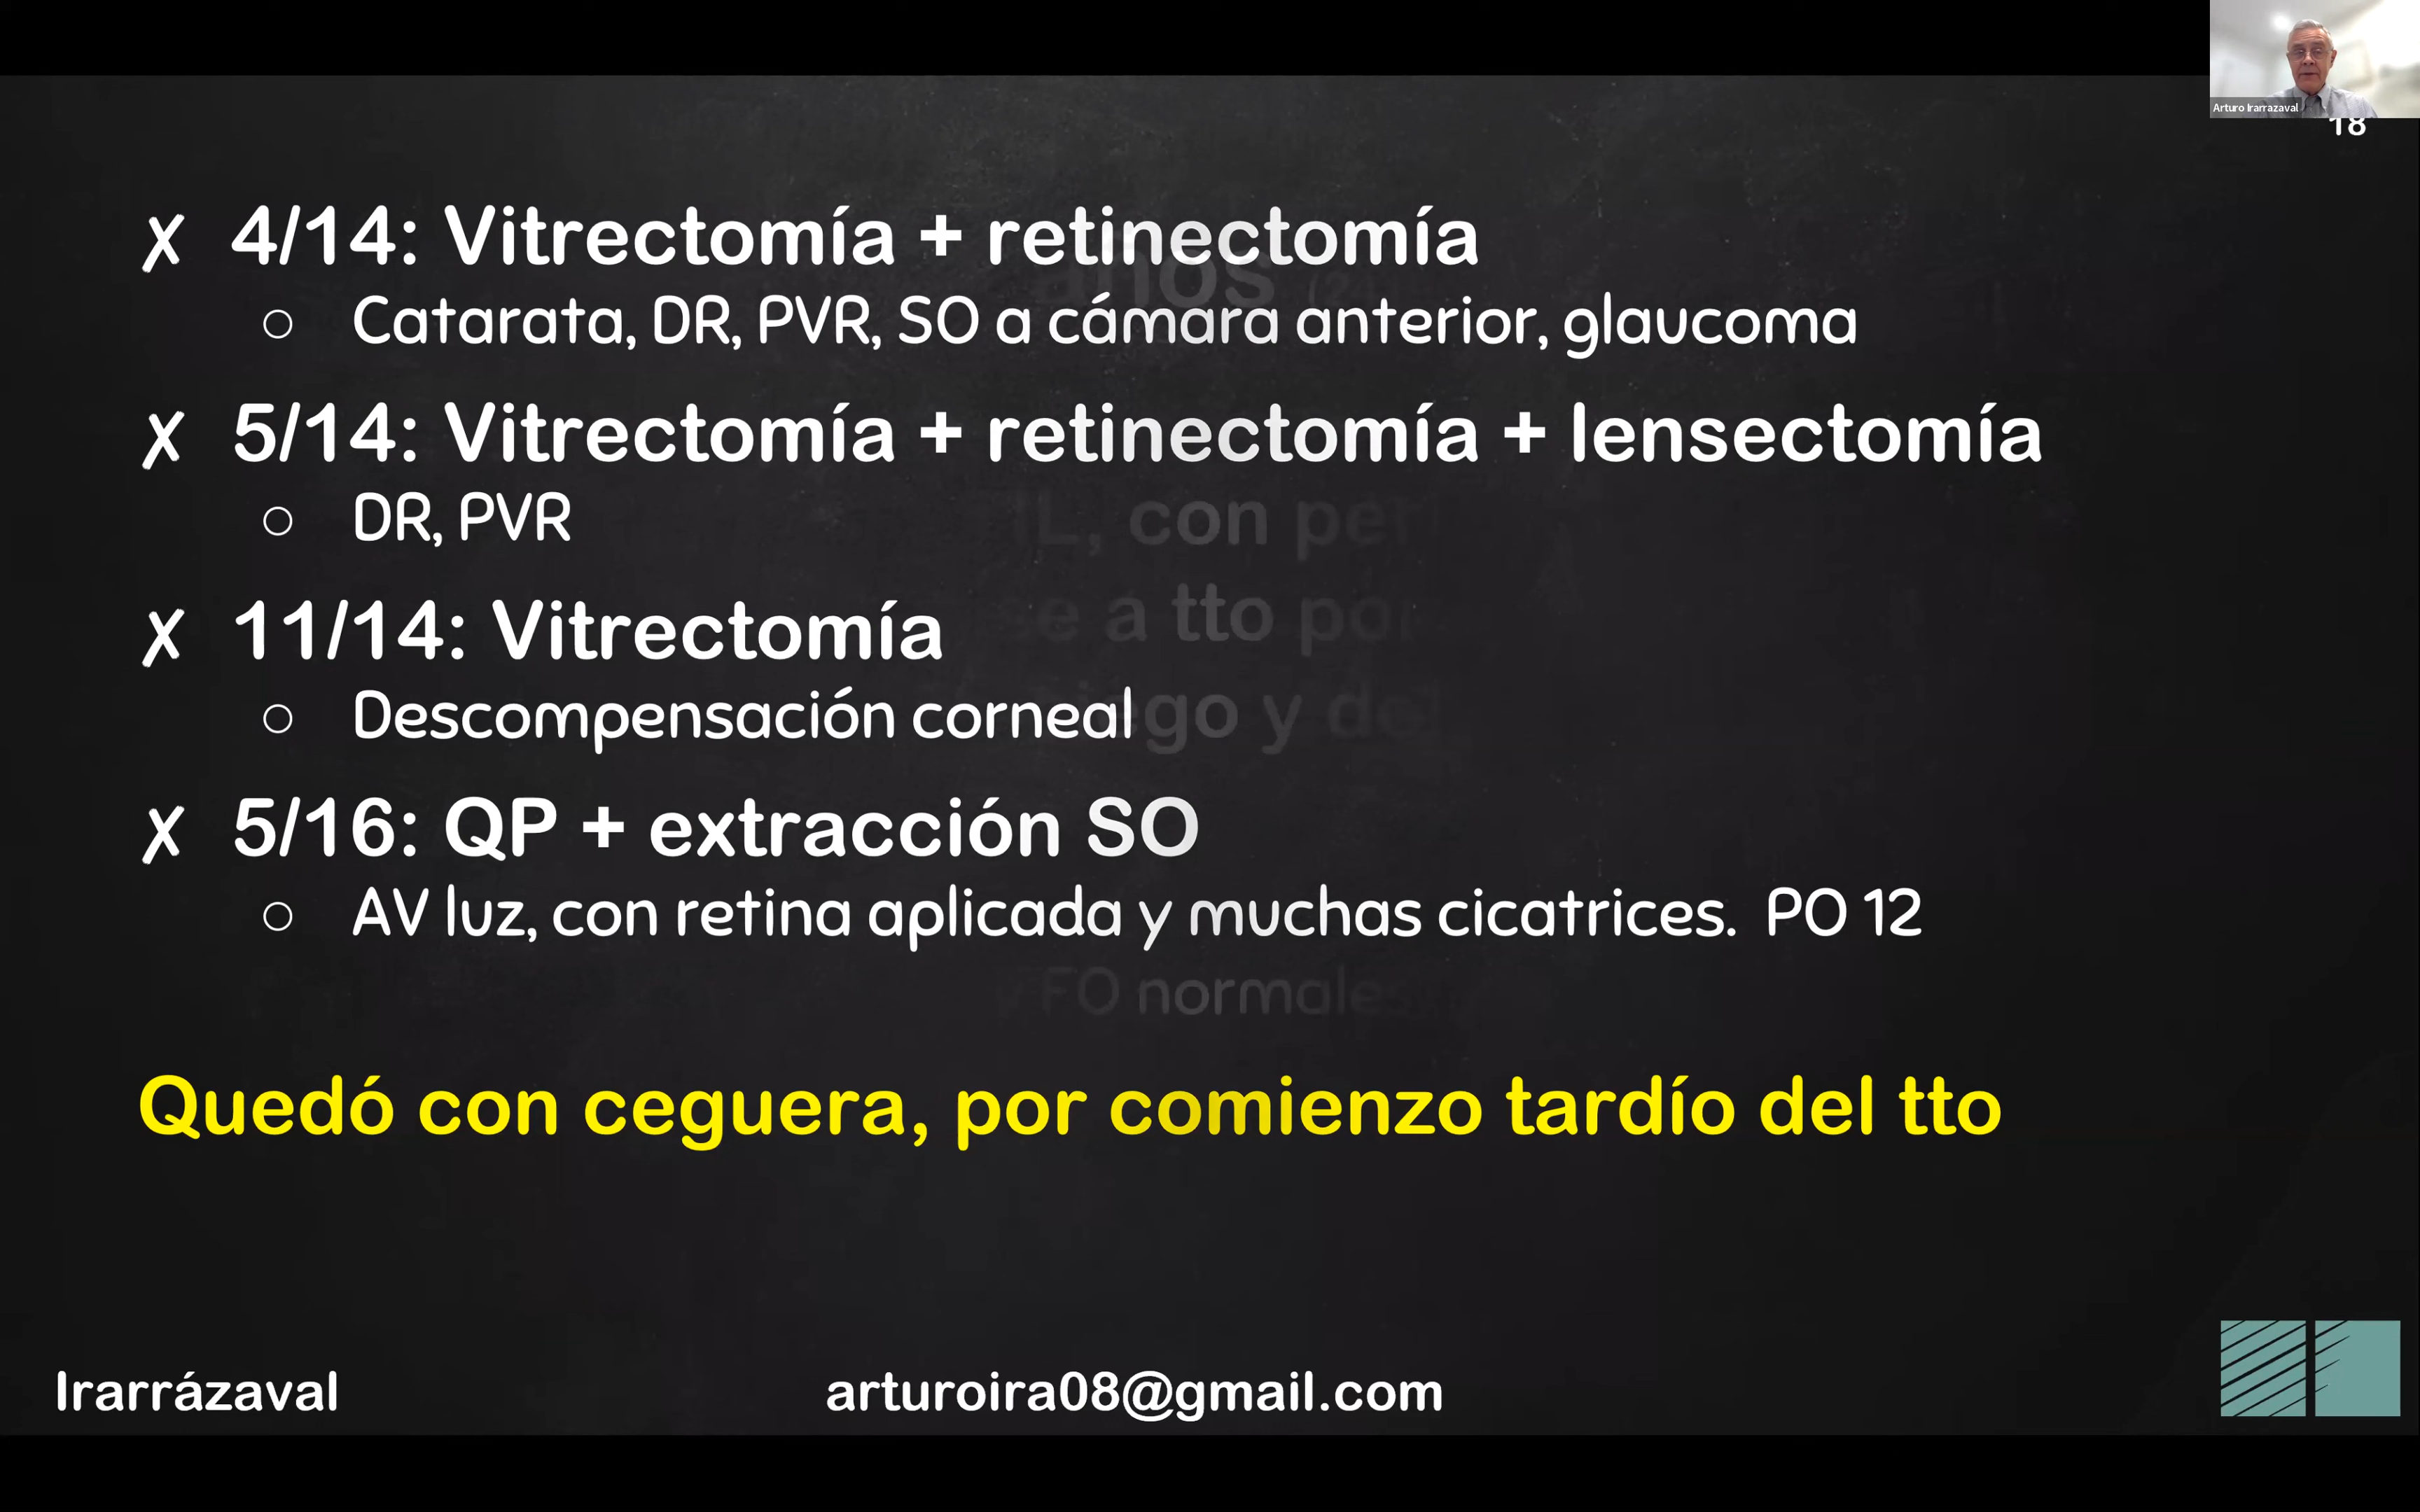 Arturo Irarrazaval
18
✗ 4/14: Vitrectomía + retinectomía
○ Catarata, DR, PVR, SO a cámara anterior, glaucoma
✗ 5/14: Vitrectomía + retinectomía + lensectomía
○ DR, PVR
✗ 11/14: Vitrectomía
○ Descompensación corneal
✗ 5/16: QP + extracción SO
○ AV luz, con retina aplicada y muchas cicatrices. PO 12
Quedó con ceguera, por comienzo tardío del tto
Irarrázaval
arturoira08@gmail.com